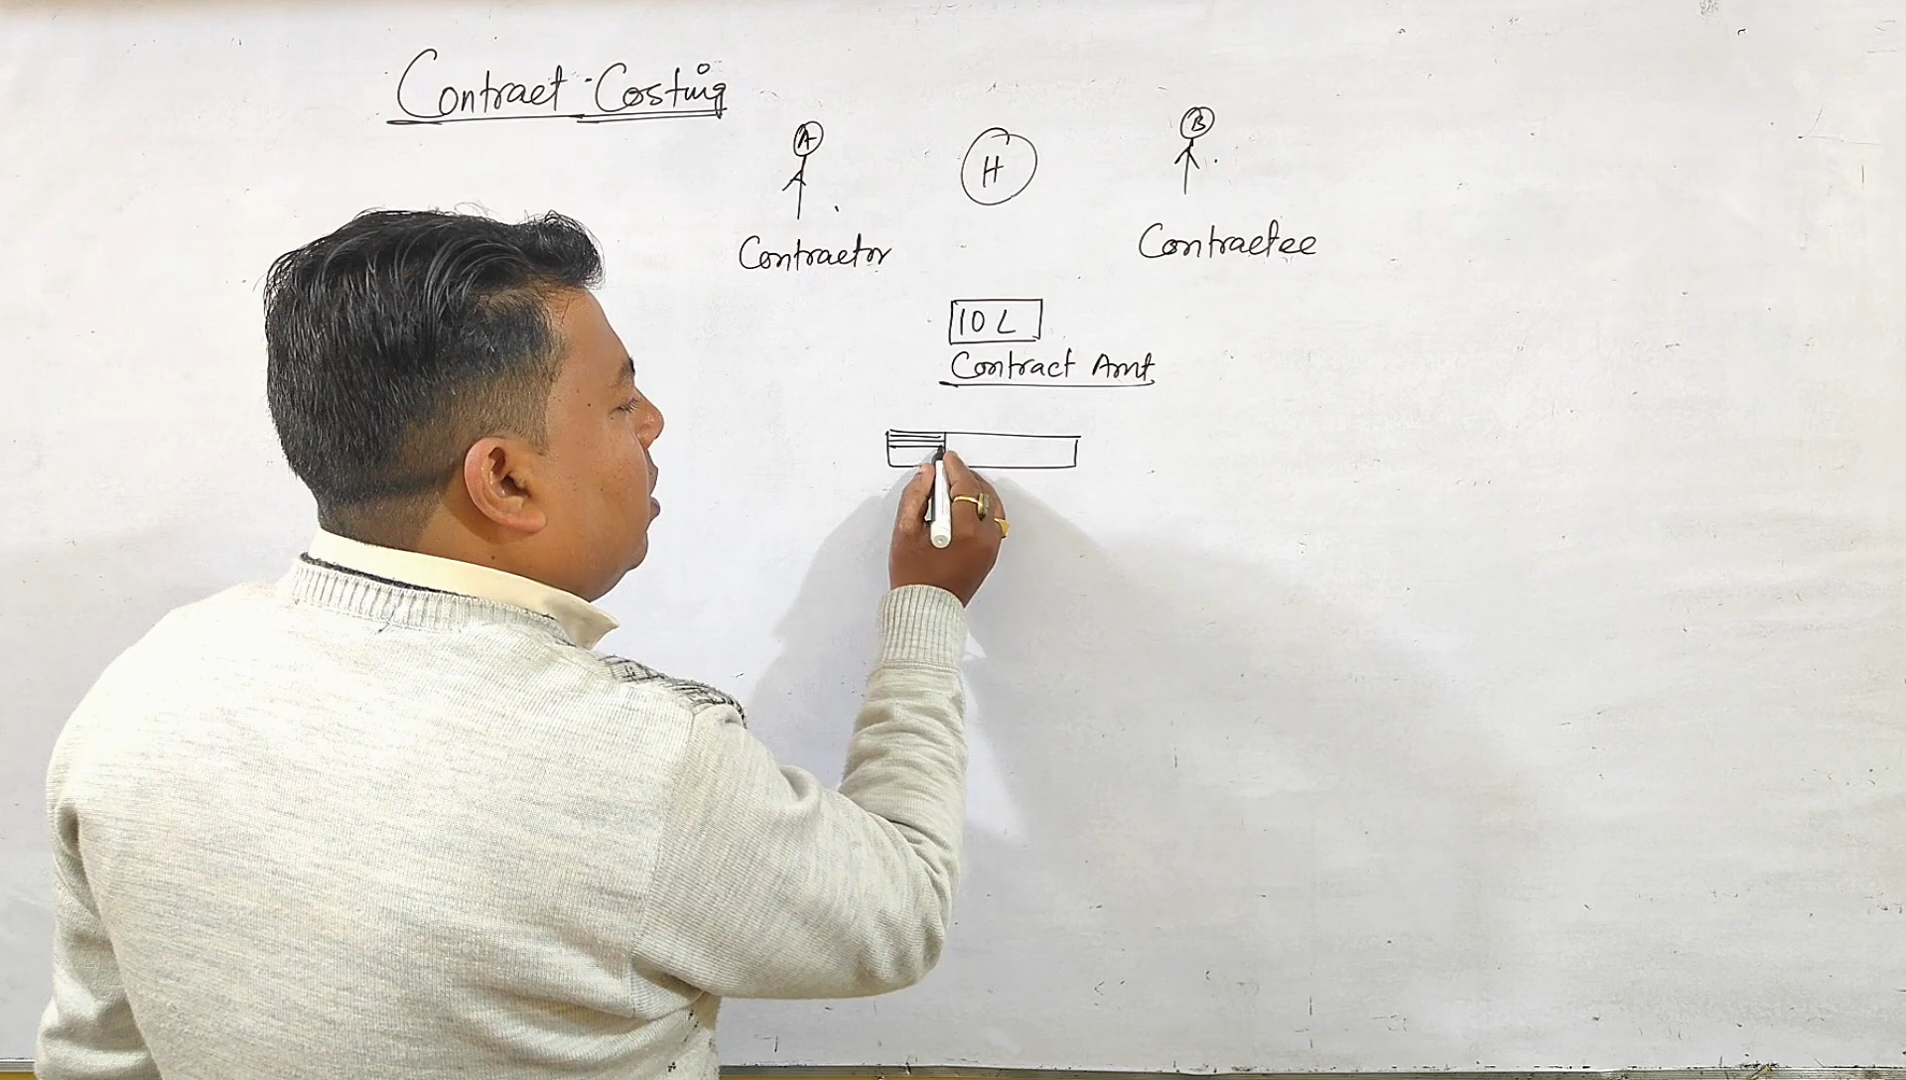 Contract Costing
A
H
B
Contractor
Contractee
10 L
Contract Amt